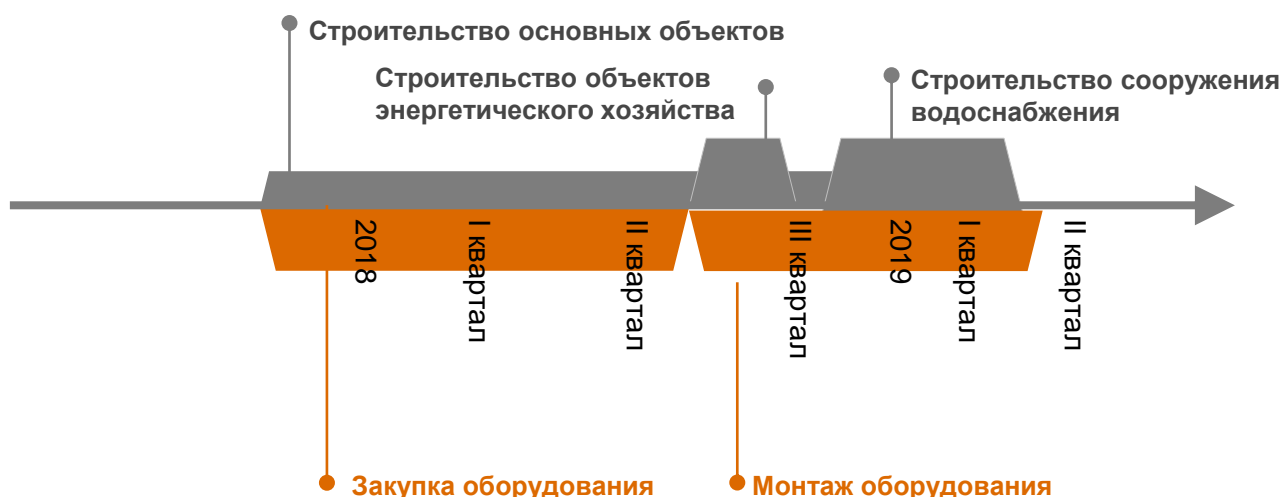 Строительство основных объектов
Строительство объектов
энергетического хозяйства
Строительство сооружения
водоснабжения
2018
I квартал
II квартал
III квартал
2019
I квартал
II квартал
Закупка оборудования
Монтаж оборудования